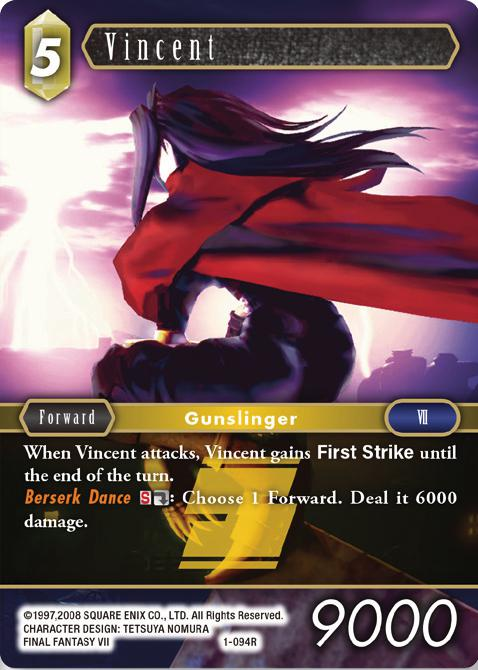 5
Vincent
Forward
Gunslinger
VII
When Vincent attacks, Vincent gains First Strike until
the end of the turn.
Berserk Dance S : Choose 1 Forward. Deal it 6000
damage.
©1997,2008 SQUARE ENIX CO., LTD. All Rights Reserved.
CHARACTER DESIGN: TETSUYA NOMURA
FINAL FANTASY VII
1-094R
9000